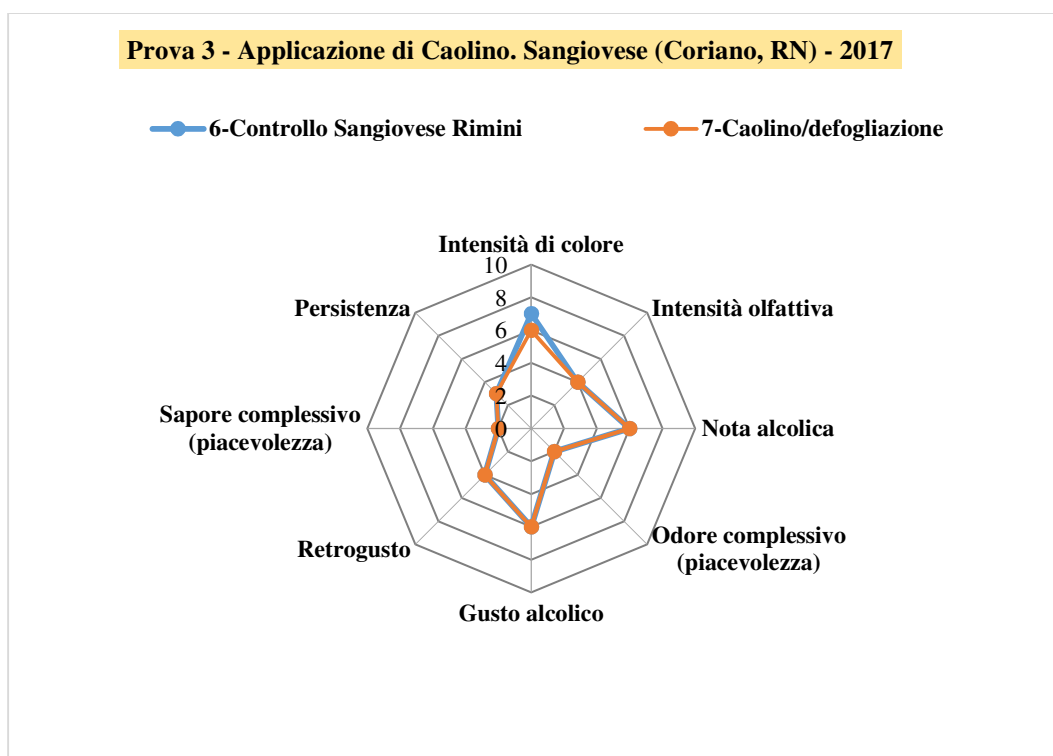 Prova 3 - Applicazione di Caolino. Sangiovese (Coriano, RN) - 2017
6-Controllo Sangiovese Rimini
7-Caolino/defogliazione
Intensità di colore
10
8
6
4
2
0
Intensità olfattiva
Nota alcolica
Odore complessivo
(piacevolezza)
Gusto alcolico
Retrogusto
Sapore complessivo
(piacevolezza)
Persistenza